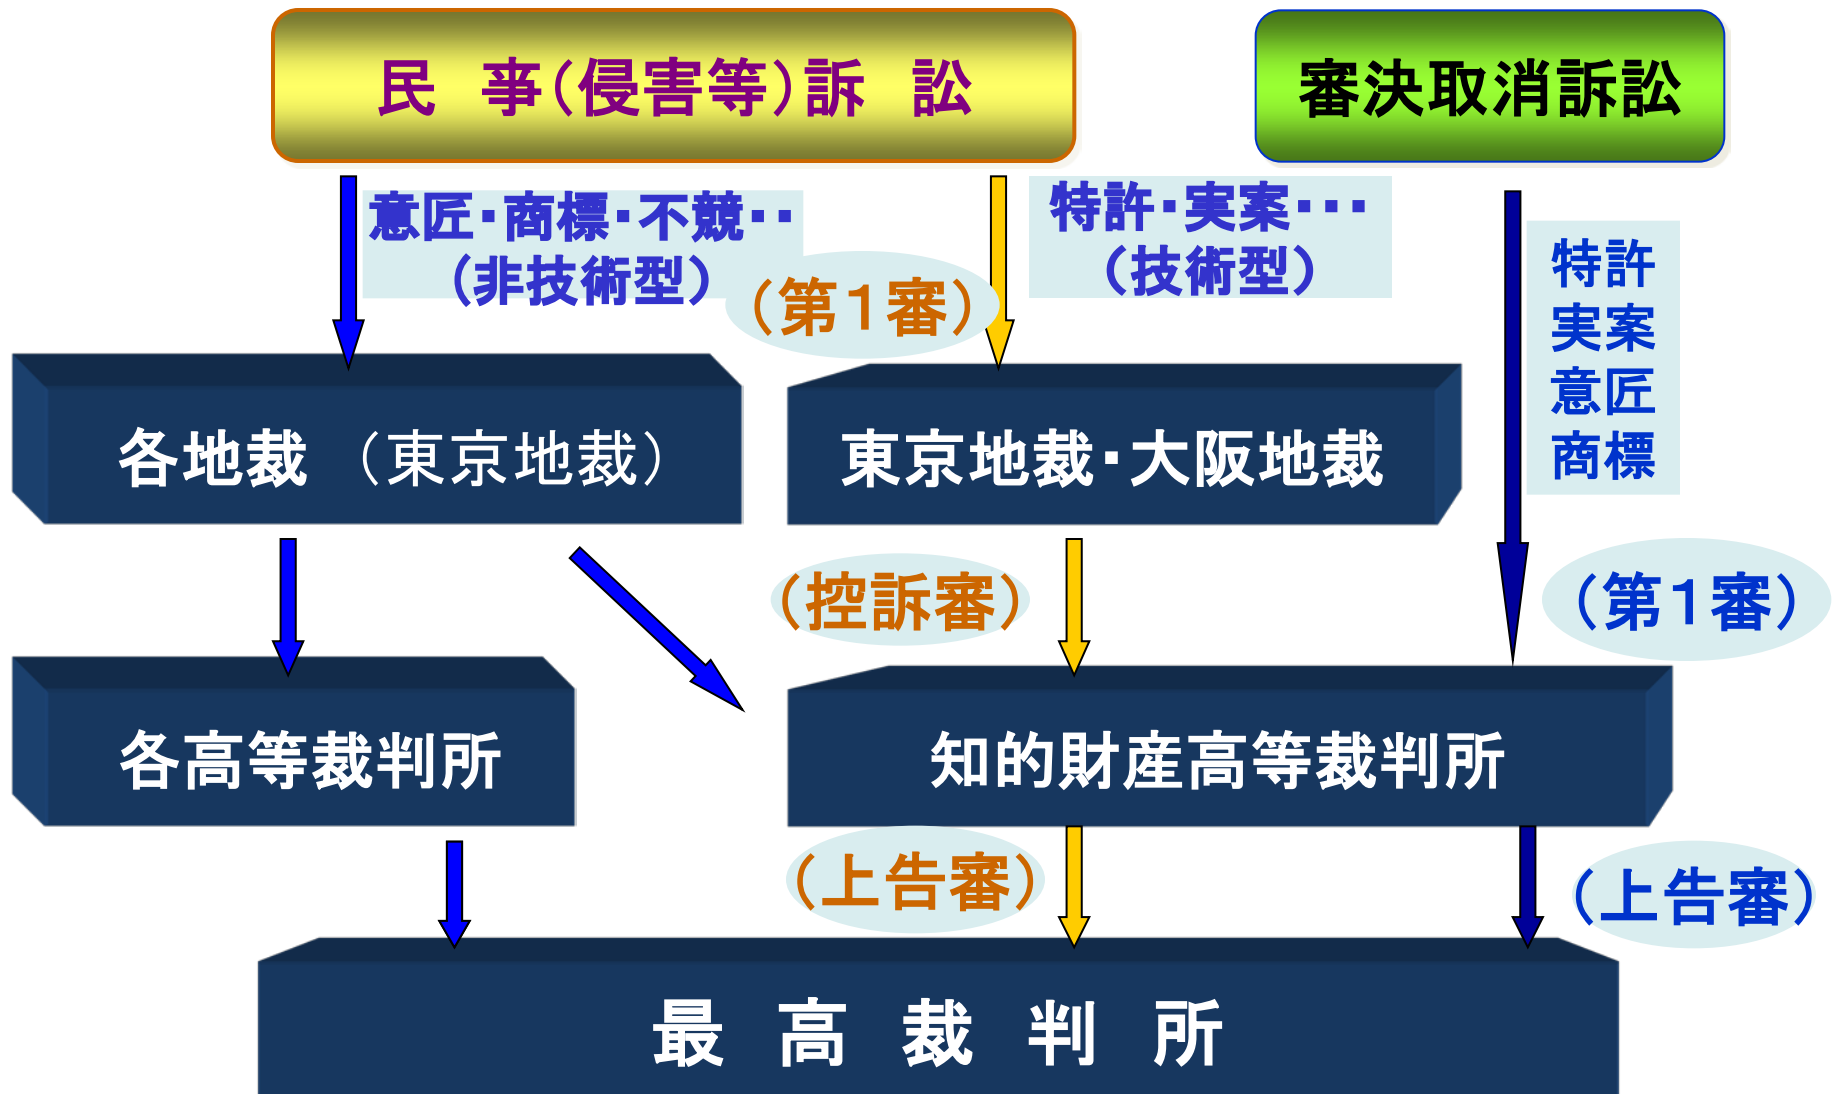 民　事（侵害等）訴　訟
審決取消訴訟
意匠・商標・不競・・
（非技術型）
特許・実案・・・
（技術型）
特許
実案
意匠
商標
（第１審）
各地裁　（東京地裁）
東京地裁・大阪地裁
（控訴審）
（第１審）
各高等裁判所
知的財産高等裁判所
（上告審）
（上告審）
最　高　裁　判　所